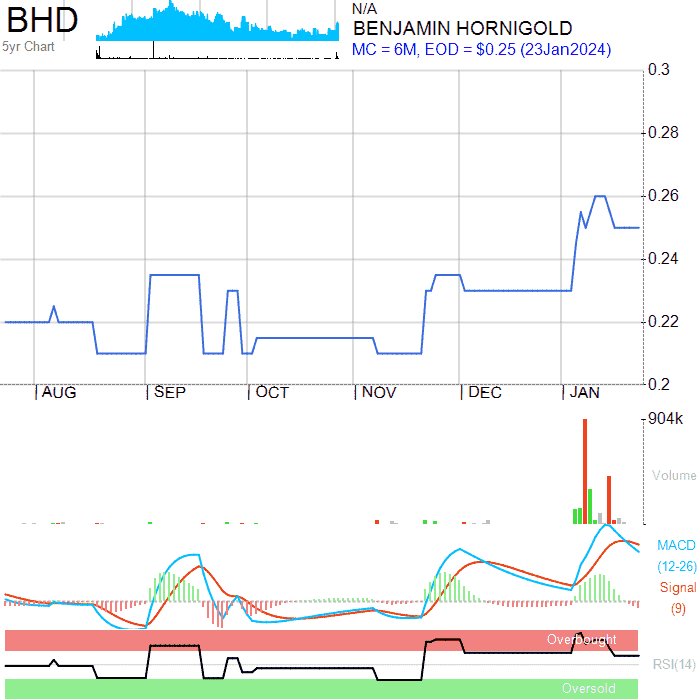 BHD
5yr Chart
N/A
BENJAMIN HORNIGOLD
MC = 6M, EOD = $0.25 (23Jan2024)
0.3
0.28
0.26
0.24
0.22
0.2
AUG SEP OCT NOV DEC JAN
904k
Volume
MACD
(12-26)
Signal
(9)
Overbought
RSI(14)
Oversold